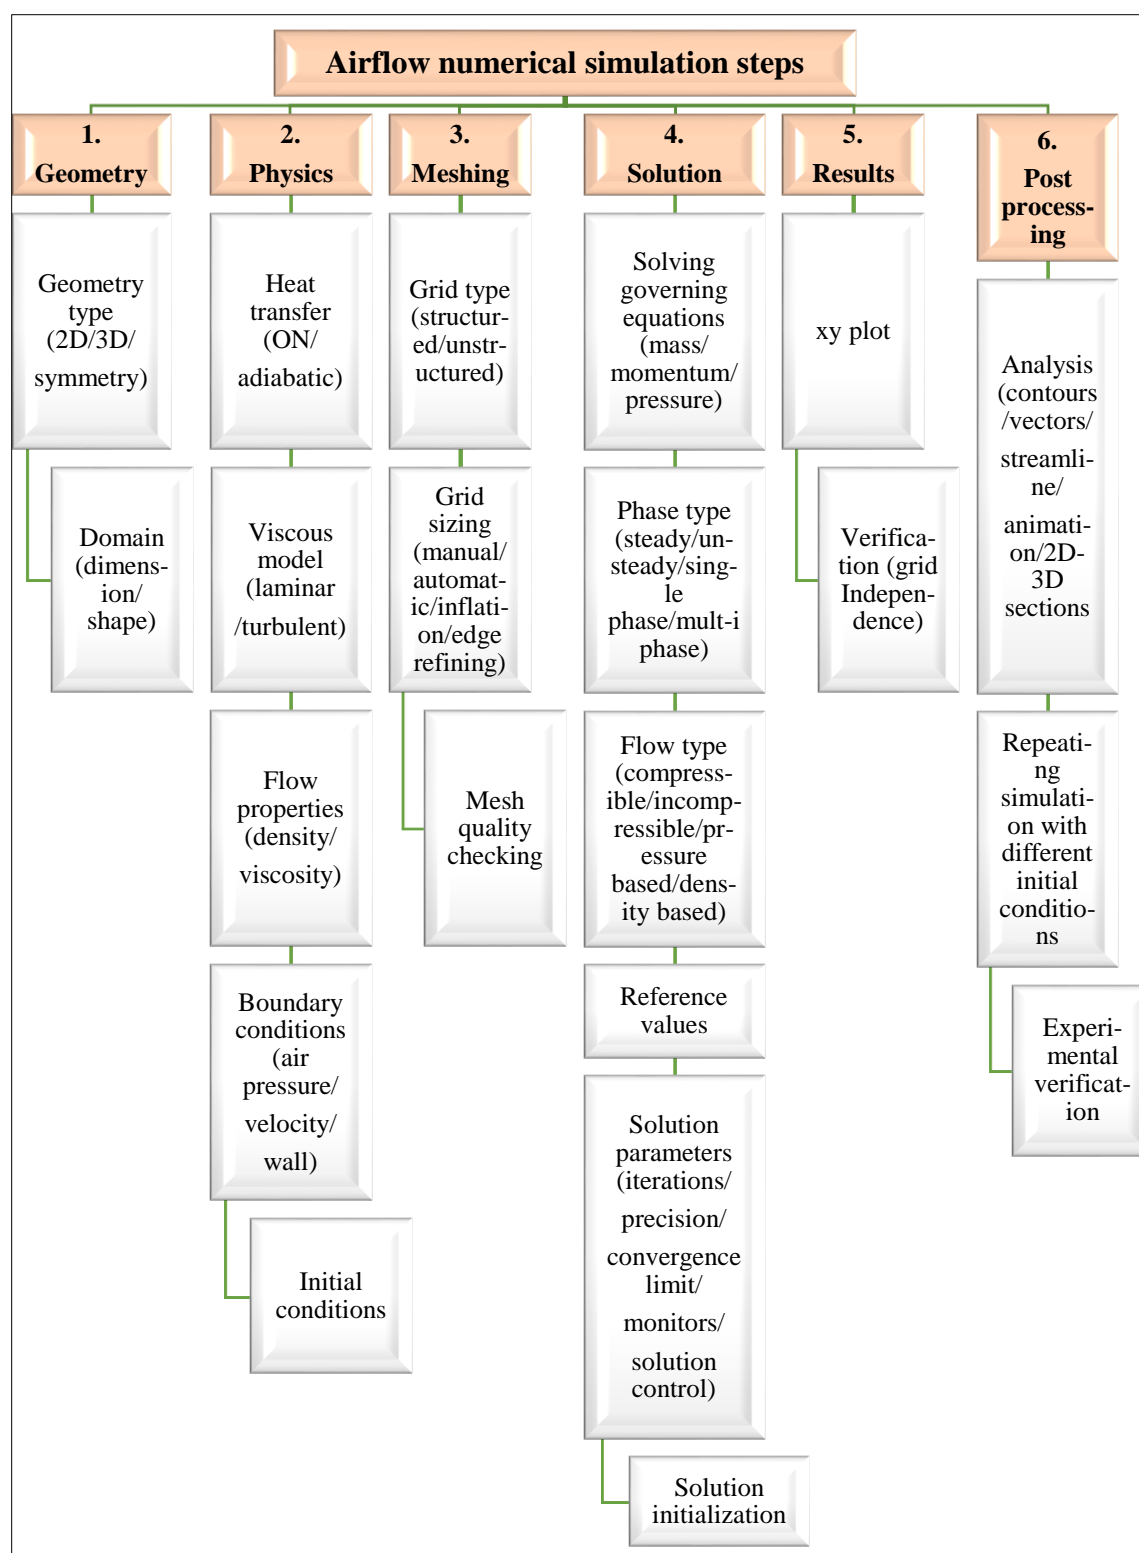 Airflow numerical simulation steps
1.
Geometry
Geometry
type
(2D/3D/
symmetry)
Domain
(dimens-
ion/
shape)
2.
Physics
Heat
transfer
(ON/
adiabatic)
Viscous
model
(laminar
/turbulent)
Flow
properties
(density/
viscosity)
Boundary
conditions
(air
pressure/
velocity/
wall)
Initial
conditions
3.
Meshing
Grid type
(structur-
ed/unstr-
uctured)
Grid
sizing
(manual/
automat-
ic/inflati-
on/edge
refining)
Mesh
quality
checking
4.
Solution
Solving
governing
equations
(mass/
momentum/
pressure)
Phase type
(steady/un-
steady/sing-
le
phase/mult-i
phase)
Flow type
(compress-
ible/incomp-
ressible/pr-
essure
based/dens-
ity based)
Reference
values
Solution
parameters
(iterations/
precision/
convergence
limit/
monitors/
solution
control)
Solution
initialization
5.
Results
xy plot
Verifica-
tion (grid
Indepen-
dence)
6.
Post
process-
ing
Analysis
(contours
/vectors/
streamli-
ne/
animati-
on/2D-
3D
sections
Repeati-
ng
simulati-
on with
different
initial
conditio-
ns
Experi-
mental
verificat-
ion